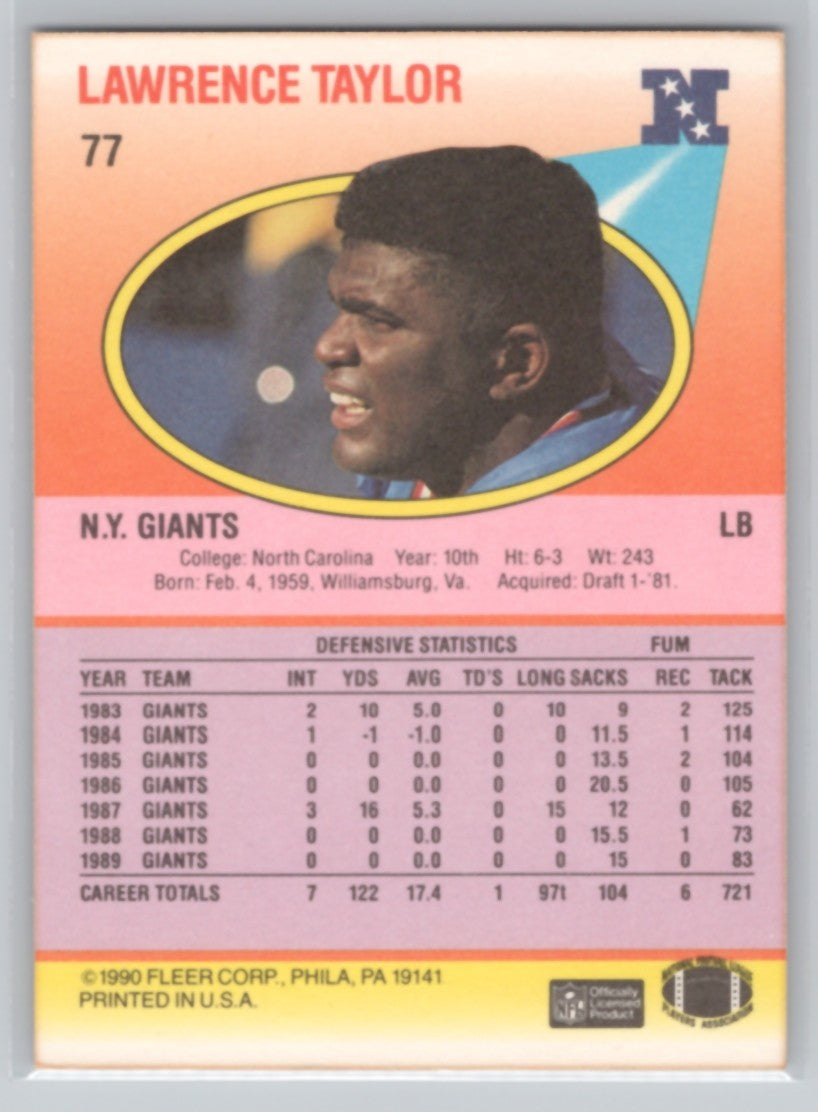 LAWRENCE TAYLOR
77
N
N.Y. GIANTS LB
College: North Carolina Year: 10th Ht: 6-3 Wt: 243
Born: Feb. 4, 1959, Williamsburg, Va. Acquired: Draft 1-'81.
DEFENSIVE STATISTICS FUM
YEAR TEAM INT YDS AVG TD'S LONG SACKS REC TACK
1983 GIANTS 2 10 5.0 0 10 9 2 125
1984 GIANTS 1 -1 -1.0 0 0 11.5 1 114
1985 GIANTS 0 0 0.0 0 0 13.5 2 104
1986 GIANTS 0 0 0.0 0 0 20.5 0 105
1987 GIANTS 3 16 5.3 0 15 12 0 62
1988 GIANTS 0 0 0.0 0 0 15.5 1 73
1989 GIANTS 0 0 0.0 0 0 15 0 83
CAREER TOTALS 7 122 17.4 1 97t 104 6 721
©1990 FLEER CORP., PHILA, PA 19141
PRINTED IN U.S.A.
NFL
Officially
Licensed
Product
NATIONAL FOOTBALL LEAGUE
PLAYERS ASSOCIATION